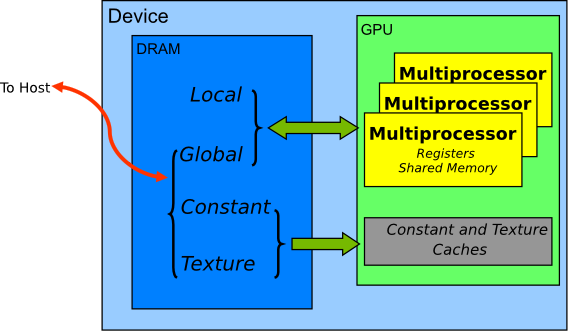 Device
To Host
DRAM
Local
Global
Constant
Texture
GPU
Multiprocessor
Multiprocessor
Multiprocessor
Registers
Shared Memory
Constant and Texture
Caches